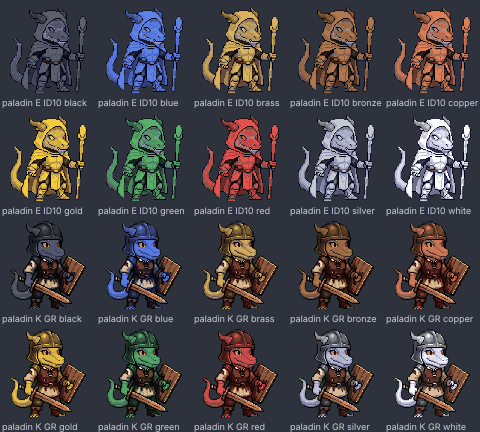 paladin E ID10 black
paladin E ID10 blue
paladin E ID10 brass
paladin E ID10 bronze
paladin E ID10 copper
paladin E ID10 gold
paladin E ID10 green
paladin E ID10 red
paladin E ID10 silver
paladin E ID10 white
paladin K GR black
paladin K GR blue
paladin K GR brass
paladin K GR bronze
paladin K GR copper
paladin K GR gold
paladin K GR green
paladin K GR red
paladin K GR silver
paladin K GR white